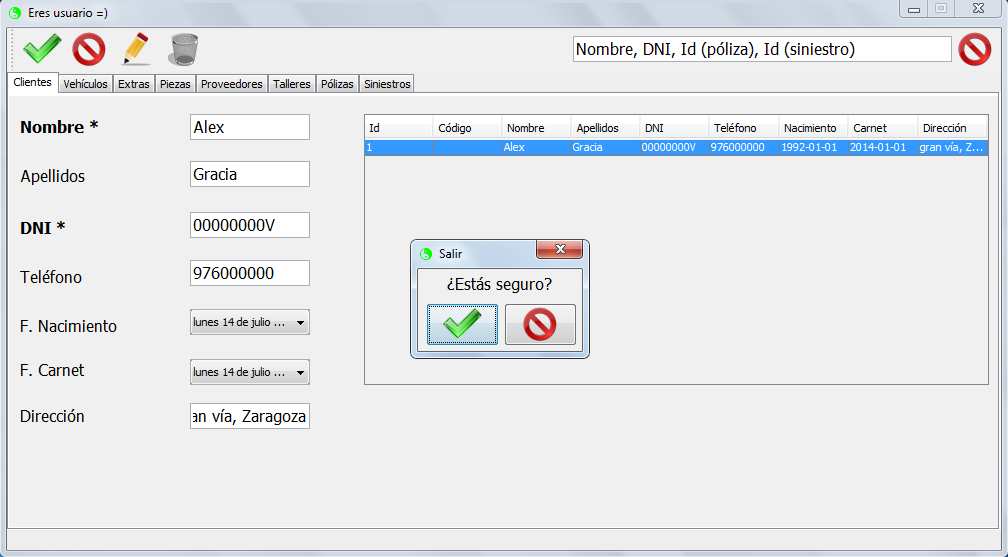 Eres usuario =)
Nombre, DNI, Id (póliza), Id (siniestro)
Clientes Vehículos Extras Piezas Proveedores Talleres Pólizas Siniestros
Nombre * Alex
Apellidos Gracia
DNI * 00000000V
Teléfono 976000000
F. Nacimiento lunes 14 de julio ...
F. Carnet lunes 14 de julio ...
Dirección an vía, Zaragoza
Id Código Nombre Apellidos DNI Teléfono Nacimiento Carnet Dirección
1 Alex Gracia 00000000V 976000000 1992-01-01 2014-01-01 gran vía, Z...
Salir
¿Estás seguro?